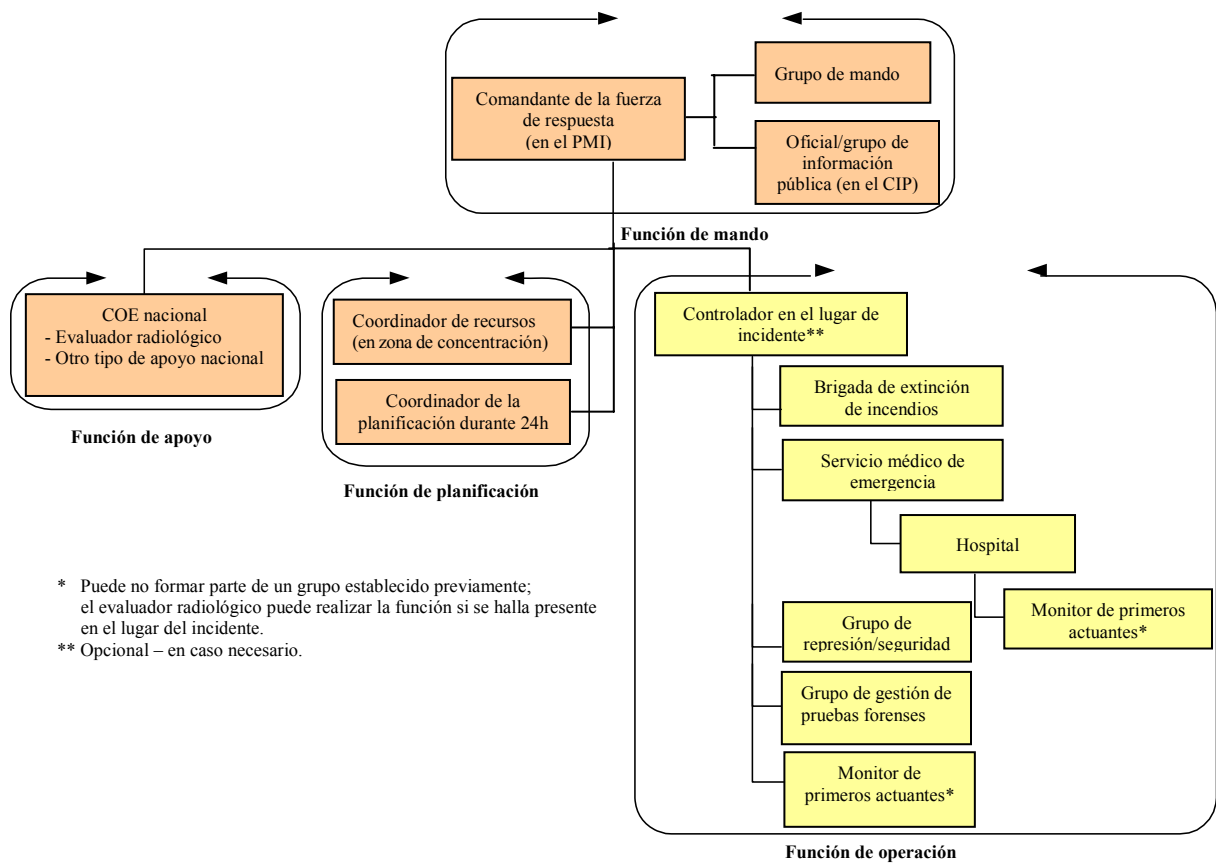 Grupo de mando
Comandante de la fuerza
de respuesta
(en el PMI)
Oficial/grupo de
información
pública (en el CIP)
Función de mando
COE nacional
- Evaluador radiológico
- Otro tipo de apoyo nacional
Función de apoyo
Coordinador de recursos
(en zona de concentración)
Coordinador de la
planificación durante 24h
Función de planificación
Controlador en el lugar de
incidente**
Brigada de extinción
de incendios
Servicio médico de
emergencia
Hospital
Monitor de primeros
actuantes*
Grupo de
represión/seguridad
Grupo de gestión de
pruebas forenses
Monitor de
primeros actuantes*
Función de operación
* Puede no formar parte de un grupo establecido previamente;
el evaluador radiológico puede realizar la función si se halla presente
en el lugar del incidente.
** Opcional – en caso necesario.